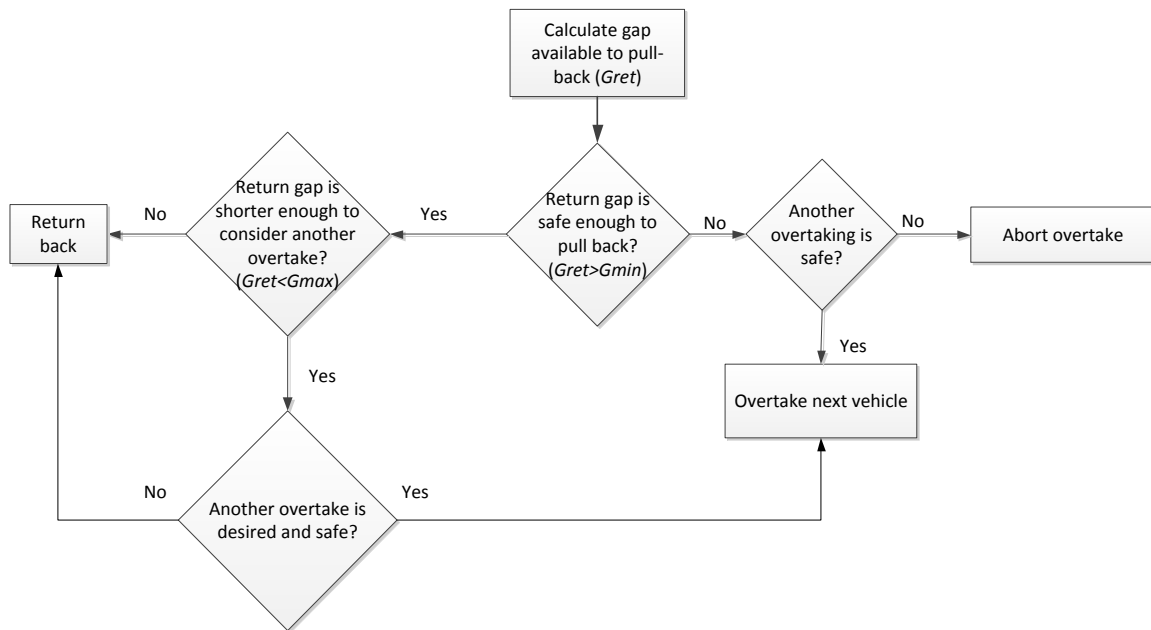 Calculate gap
available to pull-
back (Gret)
Return gap is
shorter enough to
consider another
overtake?
(Gret<Gmax)
Return gap is
safe enough to
pull back?
(Gret>Gmin)
Another
overtaking is
safe?
Return
back
No
Yes
No
No
Abort overtake
Yes
Yes
Overtake next vehicle
No
Yes
Another overtake is
desired and safe?